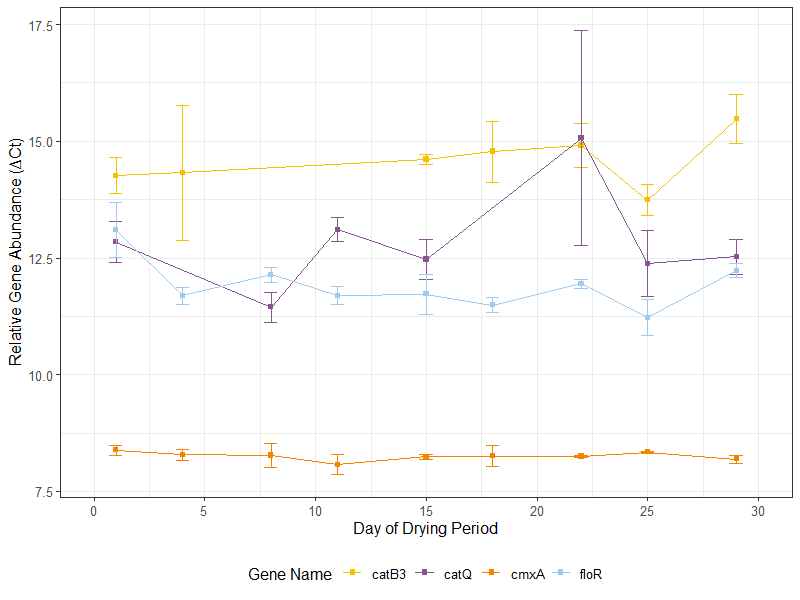 17.5
15.0
12.5
10.0
7.5
Relative Gene Abundance (ΔCt)
0 5 10 15 20 25 30
Day of Drying Period
Gene Name catB3 catQ cmxA floR